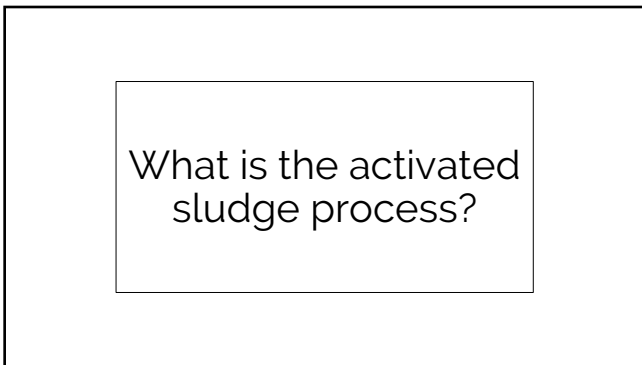 What is the activated
sludge process?